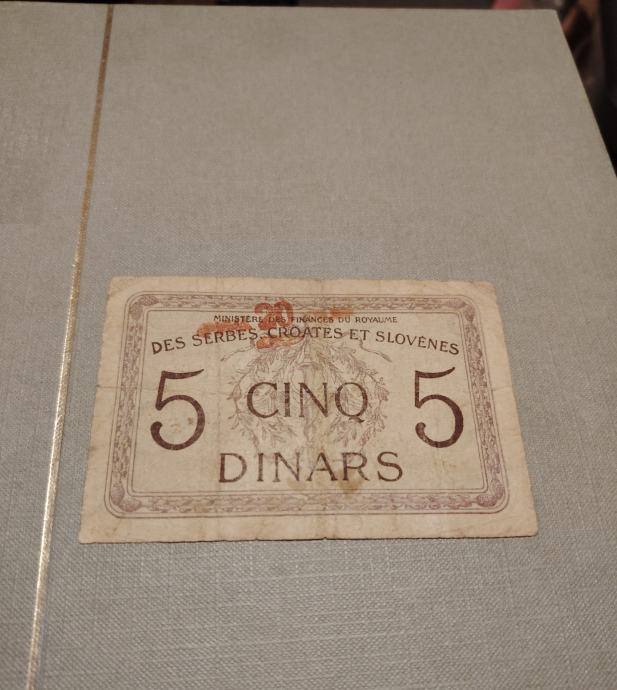 MINISTÈRE DES FINANCES DU ROYAUME
DES SERBES, CROATES ET SLOVÈNES
5 CINQ 5
DINARS